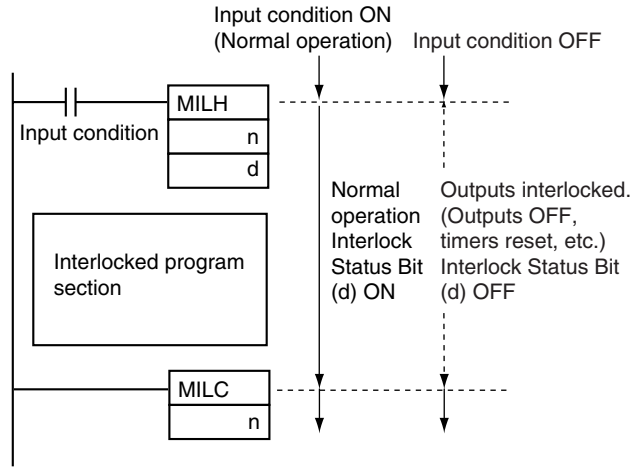 Input condition ON
(Normal operation)
Input condition OFF
MILH
n
d
Input condition
Normal
operation
Interlock
Status Bit
(d) ON
Outputs interlocked.
(Outputs OFF,
timers reset, etc.)
Interlock Status Bit
(d) OFF
Interlocked program
section
MILC
n